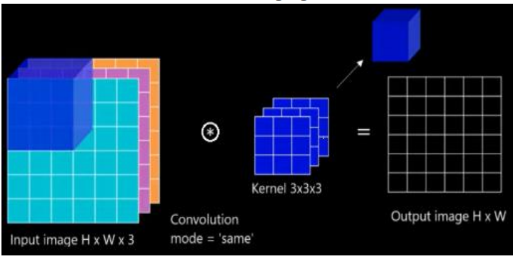 Input image H x W x 3
Convolution
mode = 'same'
*
Kernel 3x3x3
=
Output image H x W